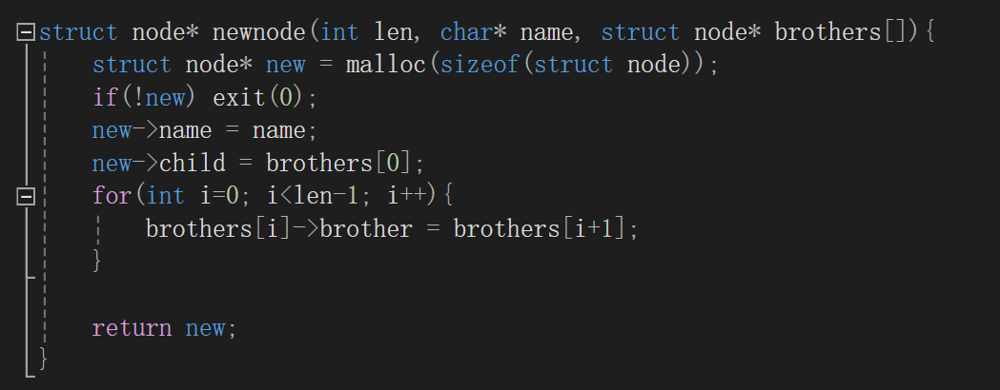 struct node* newnode(int len, char* name, struct node* brothers[]){
    struct node* new = malloc(sizeof(struct node));
    if(!new) exit(0);
    new->name = name;
    new->child = brothers[0];
    for(int i=0; i<len-1; i++){
        brothers[i]->brother = brothers[i+1];
    }

    return new;
}